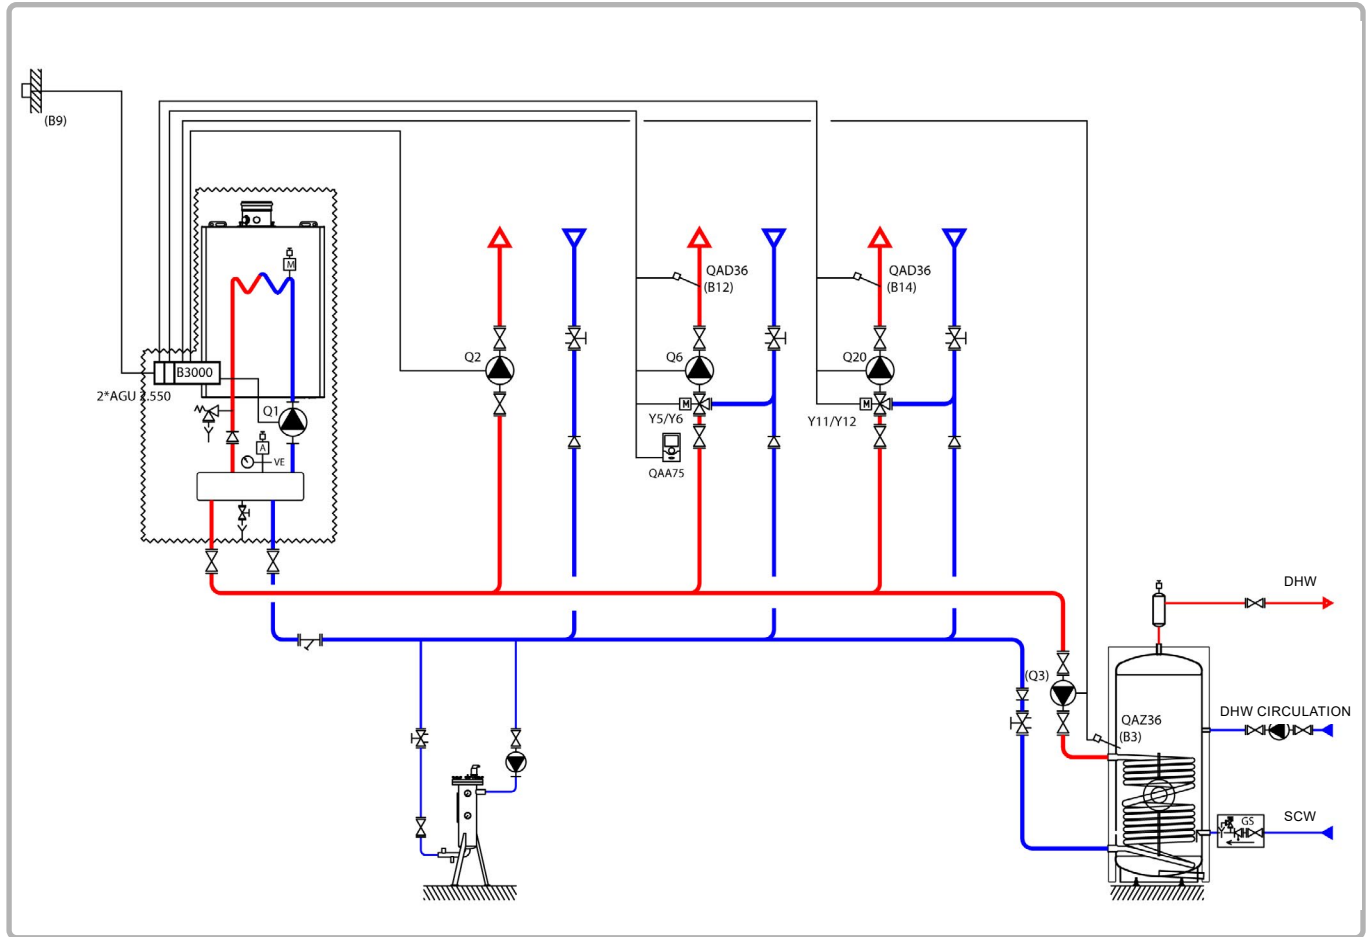 (B9)
M
B3000
2*AGU 2.550
Q1
A
VE
Q2
QAD36
(B12)
Q6
M
Y5/Y6
QAA75
QAD36
(B14)
Q20
M
Y11/Y12
DHW
(Q3)
QAZ36
(B3)
DHW CIRCULATION
GS
SCW